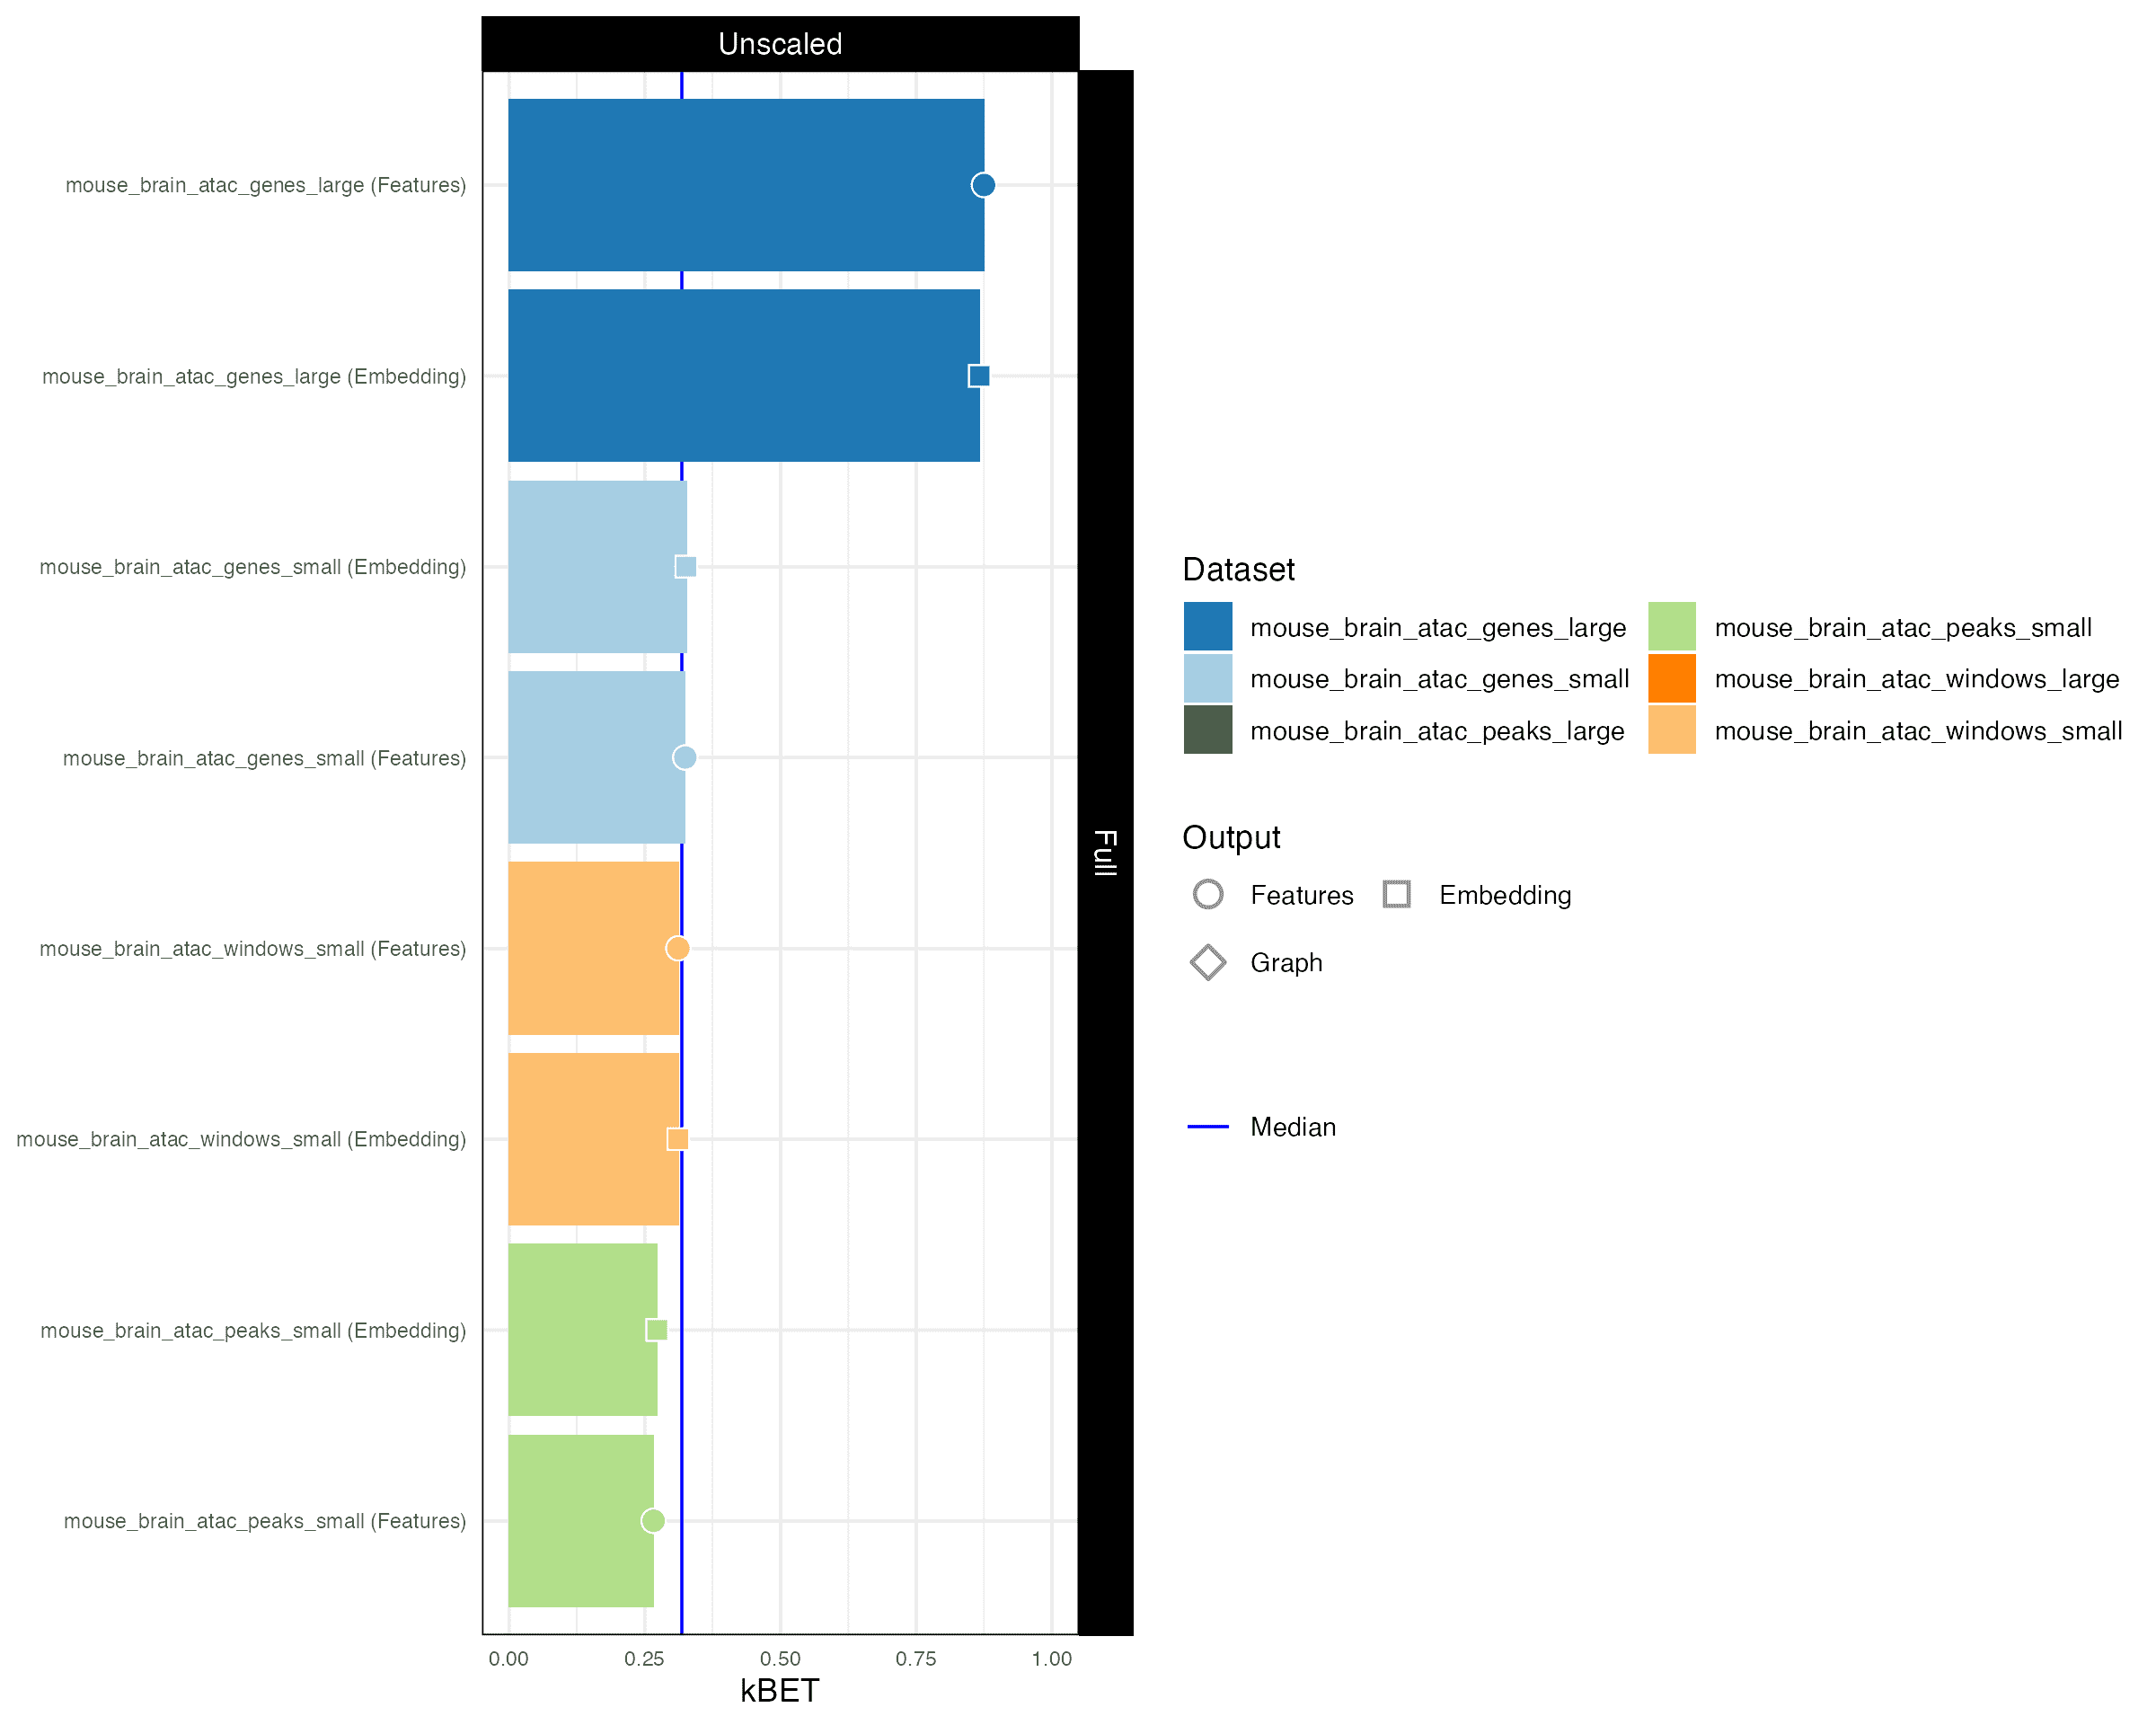 Unscaled
mouse_brain_atac_genes_large (Features)
mouse_brain_atac_genes_large (Embedding)
mouse_brain_atac_genes_small (Embedding)
mouse_brain_atac_genes_small (Features)
mouse_brain_atac_windows_small (Features)
mouse_brain_atac_windows_small (Embedding)
mouse_brain_atac_peaks_small (Embedding)
mouse_brain_atac_peaks_small (Features)
Full
0.00 0.25 0.50 0.75 1.00
kBET
Dataset
mouse_brain_atac_genes_large mouse_brain_atac_peaks_small
mouse_brain_atac_genes_small mouse_brain_atac_windows_large
mouse_brain_atac_peaks_large mouse_brain_atac_windows_small
Output
Features Embedding
Graph
Median